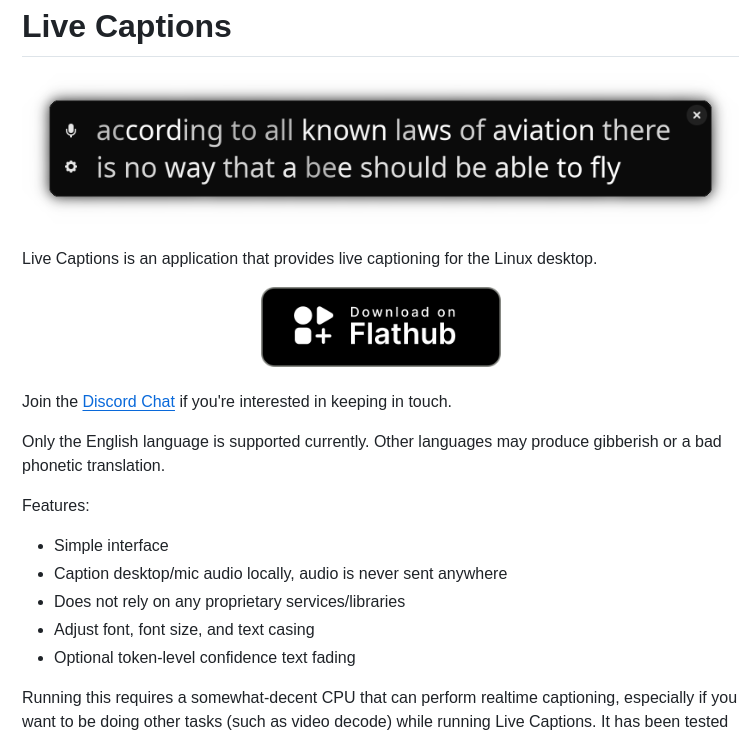 Live Captions
according to all known laws of aviation there
is no way that a bee should be able to fly
Live Captions is an application that provides live captioning for the Linux desktop.
Download on
Flathub
Join the Discord Chat if you're interested in keeping in touch.
Only the English language is supported currently. Other languages may produce gibberish or a bad
phonetic translation.
Features:
Simple interface
Caption desktop/mic audio locally, audio is never sent anywhere
Does not rely on any proprietary services/libraries
Adjust font, font size, and text casing
Optional token-level confidence text fading
Running this requires a somewhat-decent CPU that can perform realtime captioning, especially if you
want to be doing other tasks (such as video decode) while running Live Captions. It has been tested